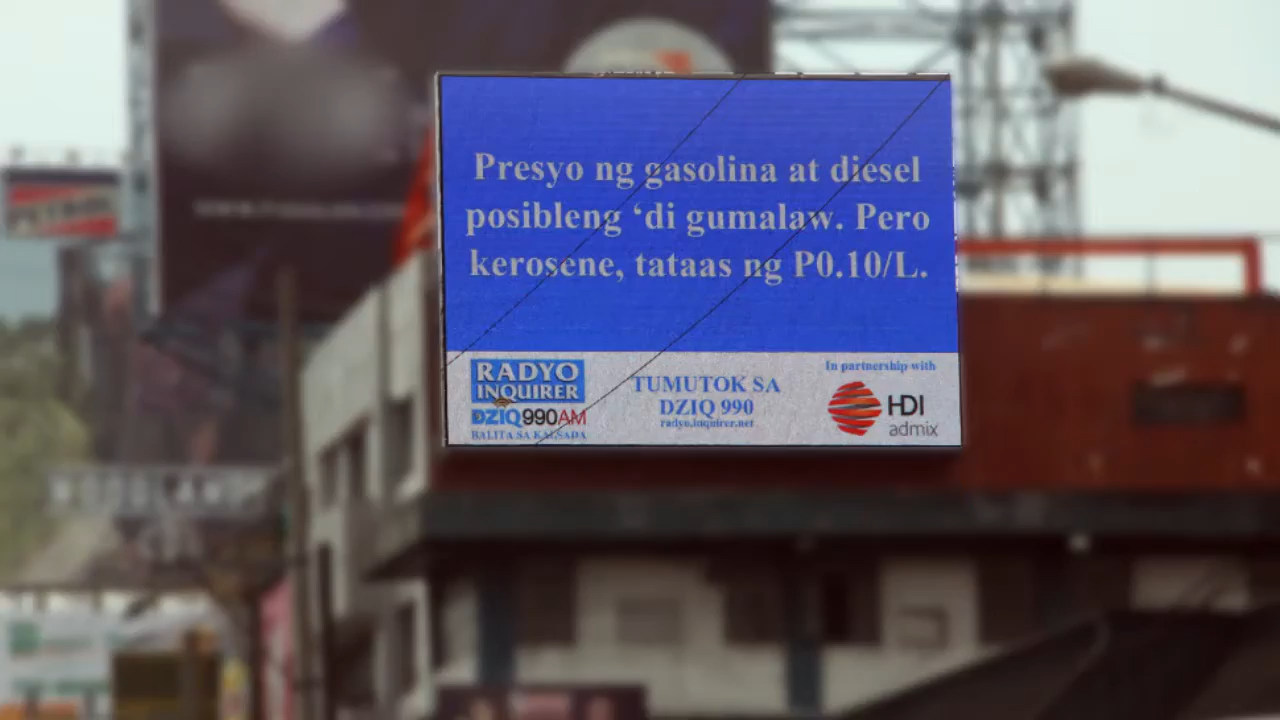 Presyo ng gasolina at diesel
posibleng ‘di gumalaw. Pero
kerosene, tataas ng P0.10/L.
RADYO
INQUIRER
DZIQ990AM
BALITA SA KALSADA
TUMUTOK SA
DZIQ 990
radyo.inquirer.net
In partnership with
HDI
admix